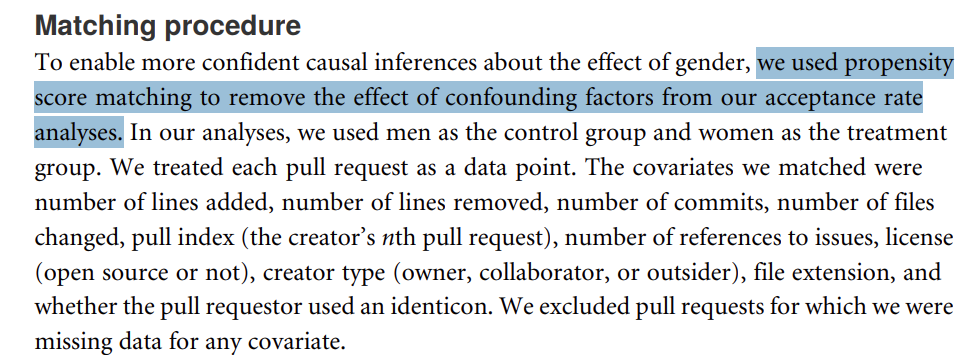 Matching procedure
To enable more confident causal inferences about the effect of gender, we used propensity
score matching to remove the effect of confounding factors from our acceptance rate
analyses. In our analyses, we used men as the control group and women as the treatment
group. We treated each pull request as a data point. The covariates we matched were
number of lines added, number of lines removed, number of commits, number of files
changed, pull index (the creator’s nth pull request), number of references to issues, license
(open source or not), creator type (owner, collaborator, or outsider), file extension, and
whether the pull requestor used an identicon. We excluded pull requests for which we were
missing data for any covariate.